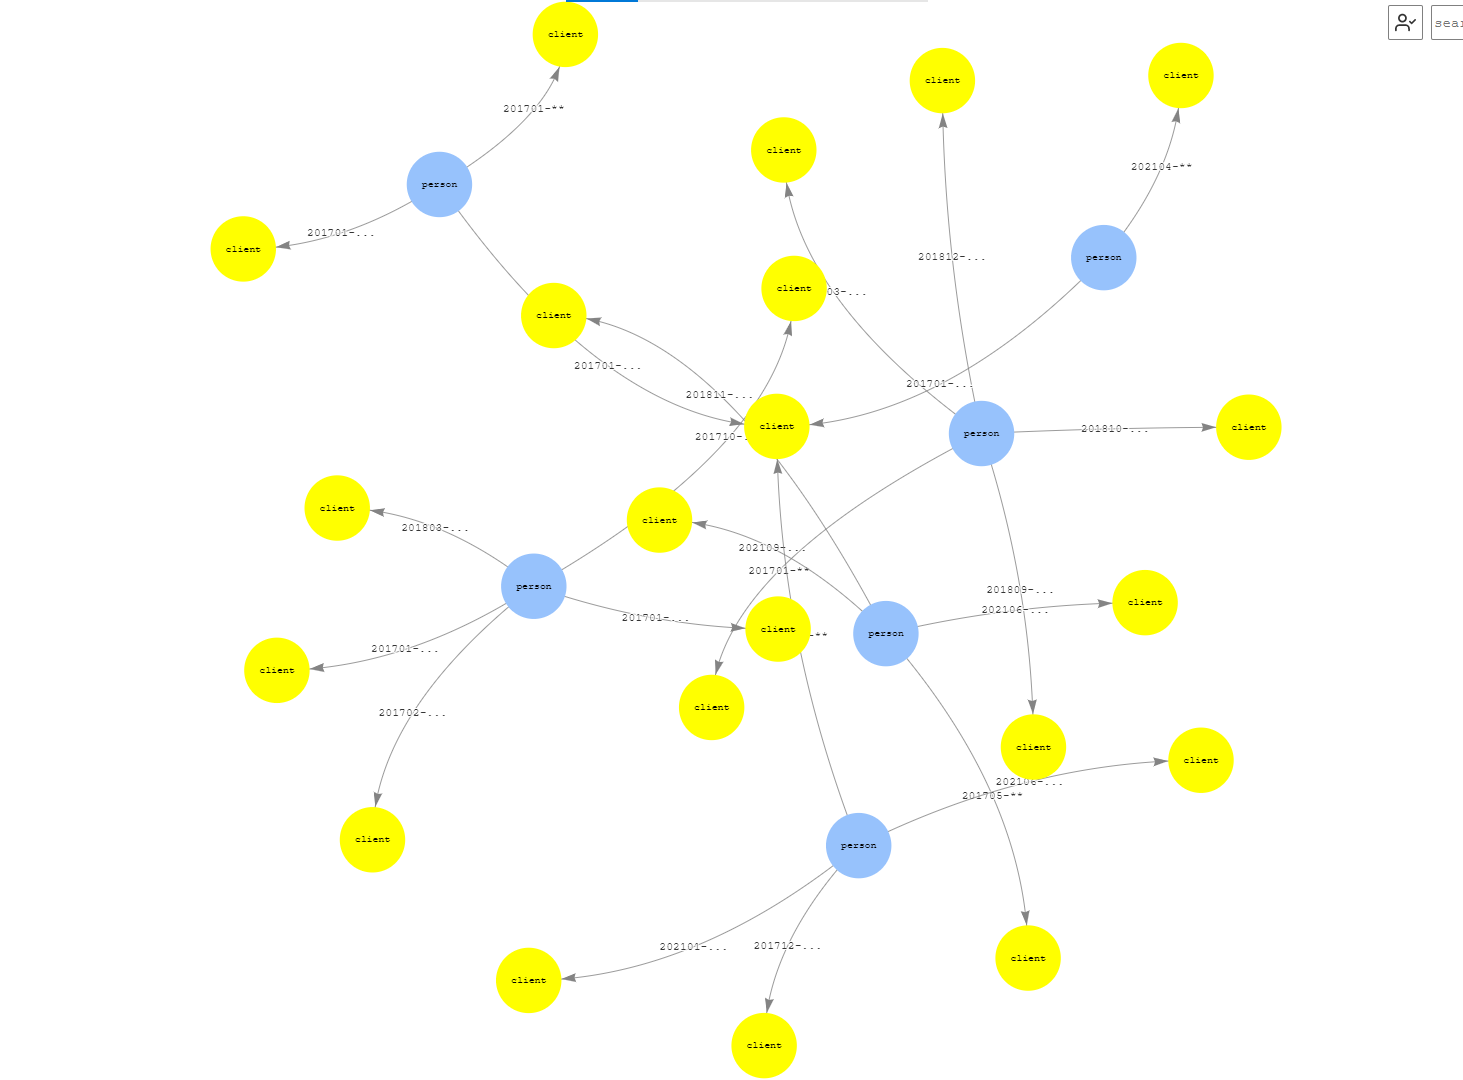 client
sear
client
client
client
201701-**
client
202104-**
person
201701-...
client
201812-...
person
client
03-...
client
201701-...
201701-...
201811-...
client
201710-
person
201810-...
client
client
201803-...
client
202109-...
201701-**
person
201809-...
202106-...
client
201701-...
client
-**
person
201701-...
client
client
201702-...
client
client
202106-...
201705-**
client
person
202101-...
201712-...
client
client
client